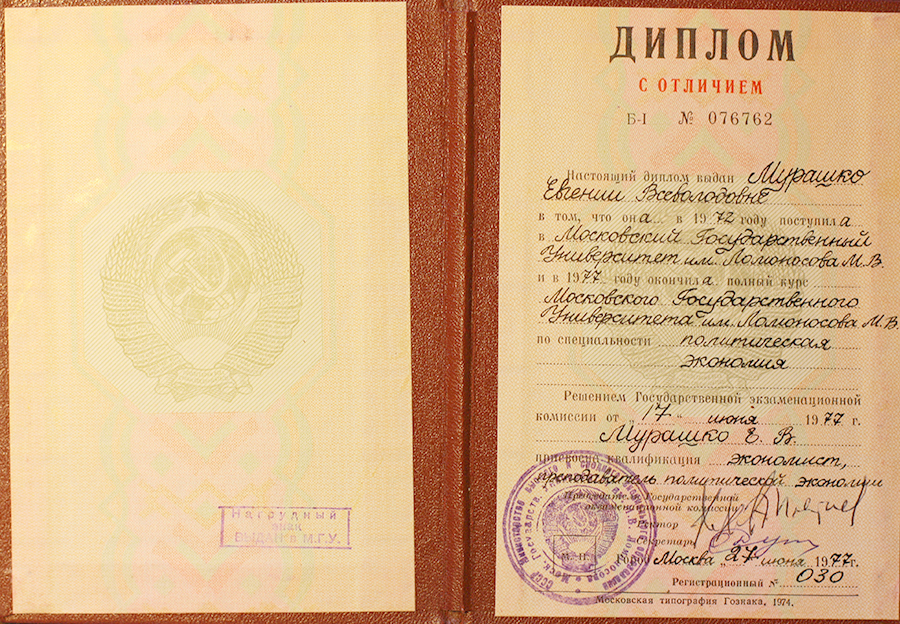 Нагрудный
знак
ВЫДАН в М.Г.У.
ДИПЛОМ
С ОТЛИЧИЕМ
Б-I № 076762
Настоящий диплом выдан Мурашко
Евгении Всеволодовне
в том, что она в 1972 году поступила
в Московский Государственный
Университет им. Ломоносова М.В.
и в 1977 году окончила полный курс
Московского Государственного
Университета им. Ломоносова М.В.
по специальности политическая
экономия
Решением Государственной экзаменационной
комиссии от „17“ июня 1977 г.
Мурашко Е. В.
присвоена квалификация экономист,
преподаватель политической экономии
Председатель Государственной
экзаменационной комиссии
Ректор
Секретарь
М. П.
Город Москва „27“ июня 1977 г.
Регистрационный № 030
Московская типография Гознака, 1974.